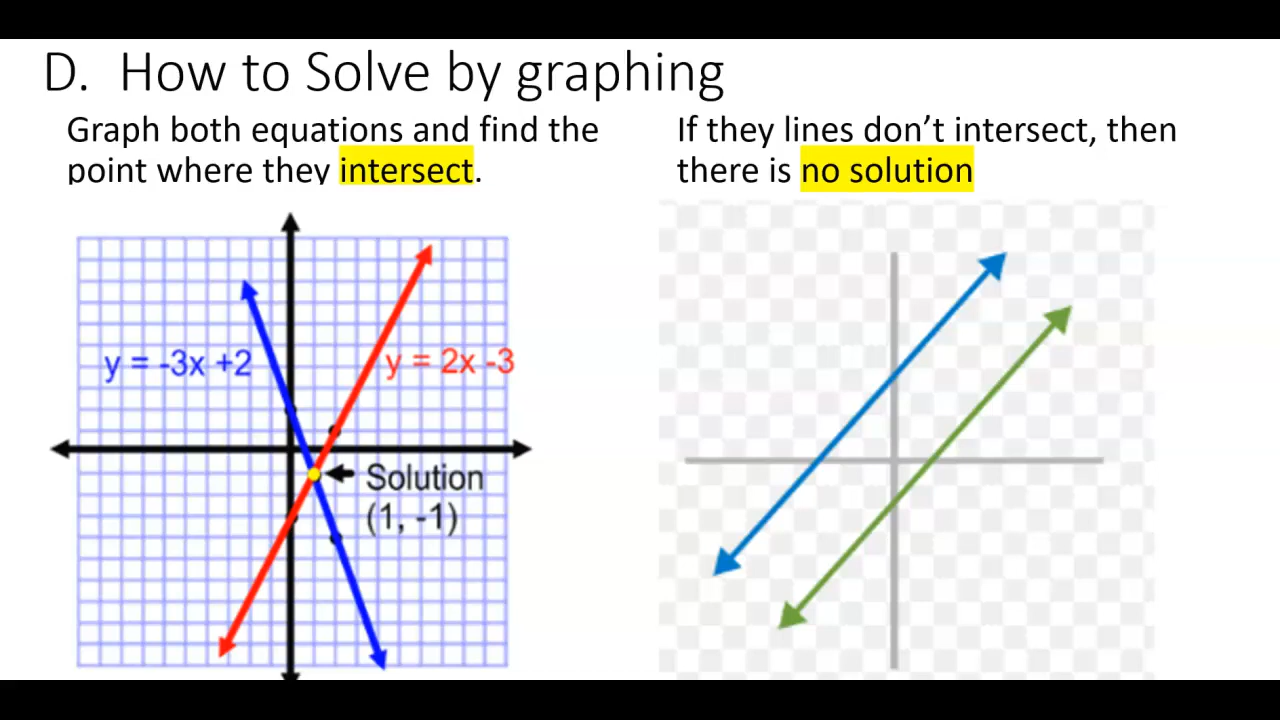 D. How to Solve by graphing
Graph both equations and find the
point where they intersect.
If they lines don’t intersect, then
there is no solution
y = -3x +2
y = 2x -3
Solution
(1, -1)